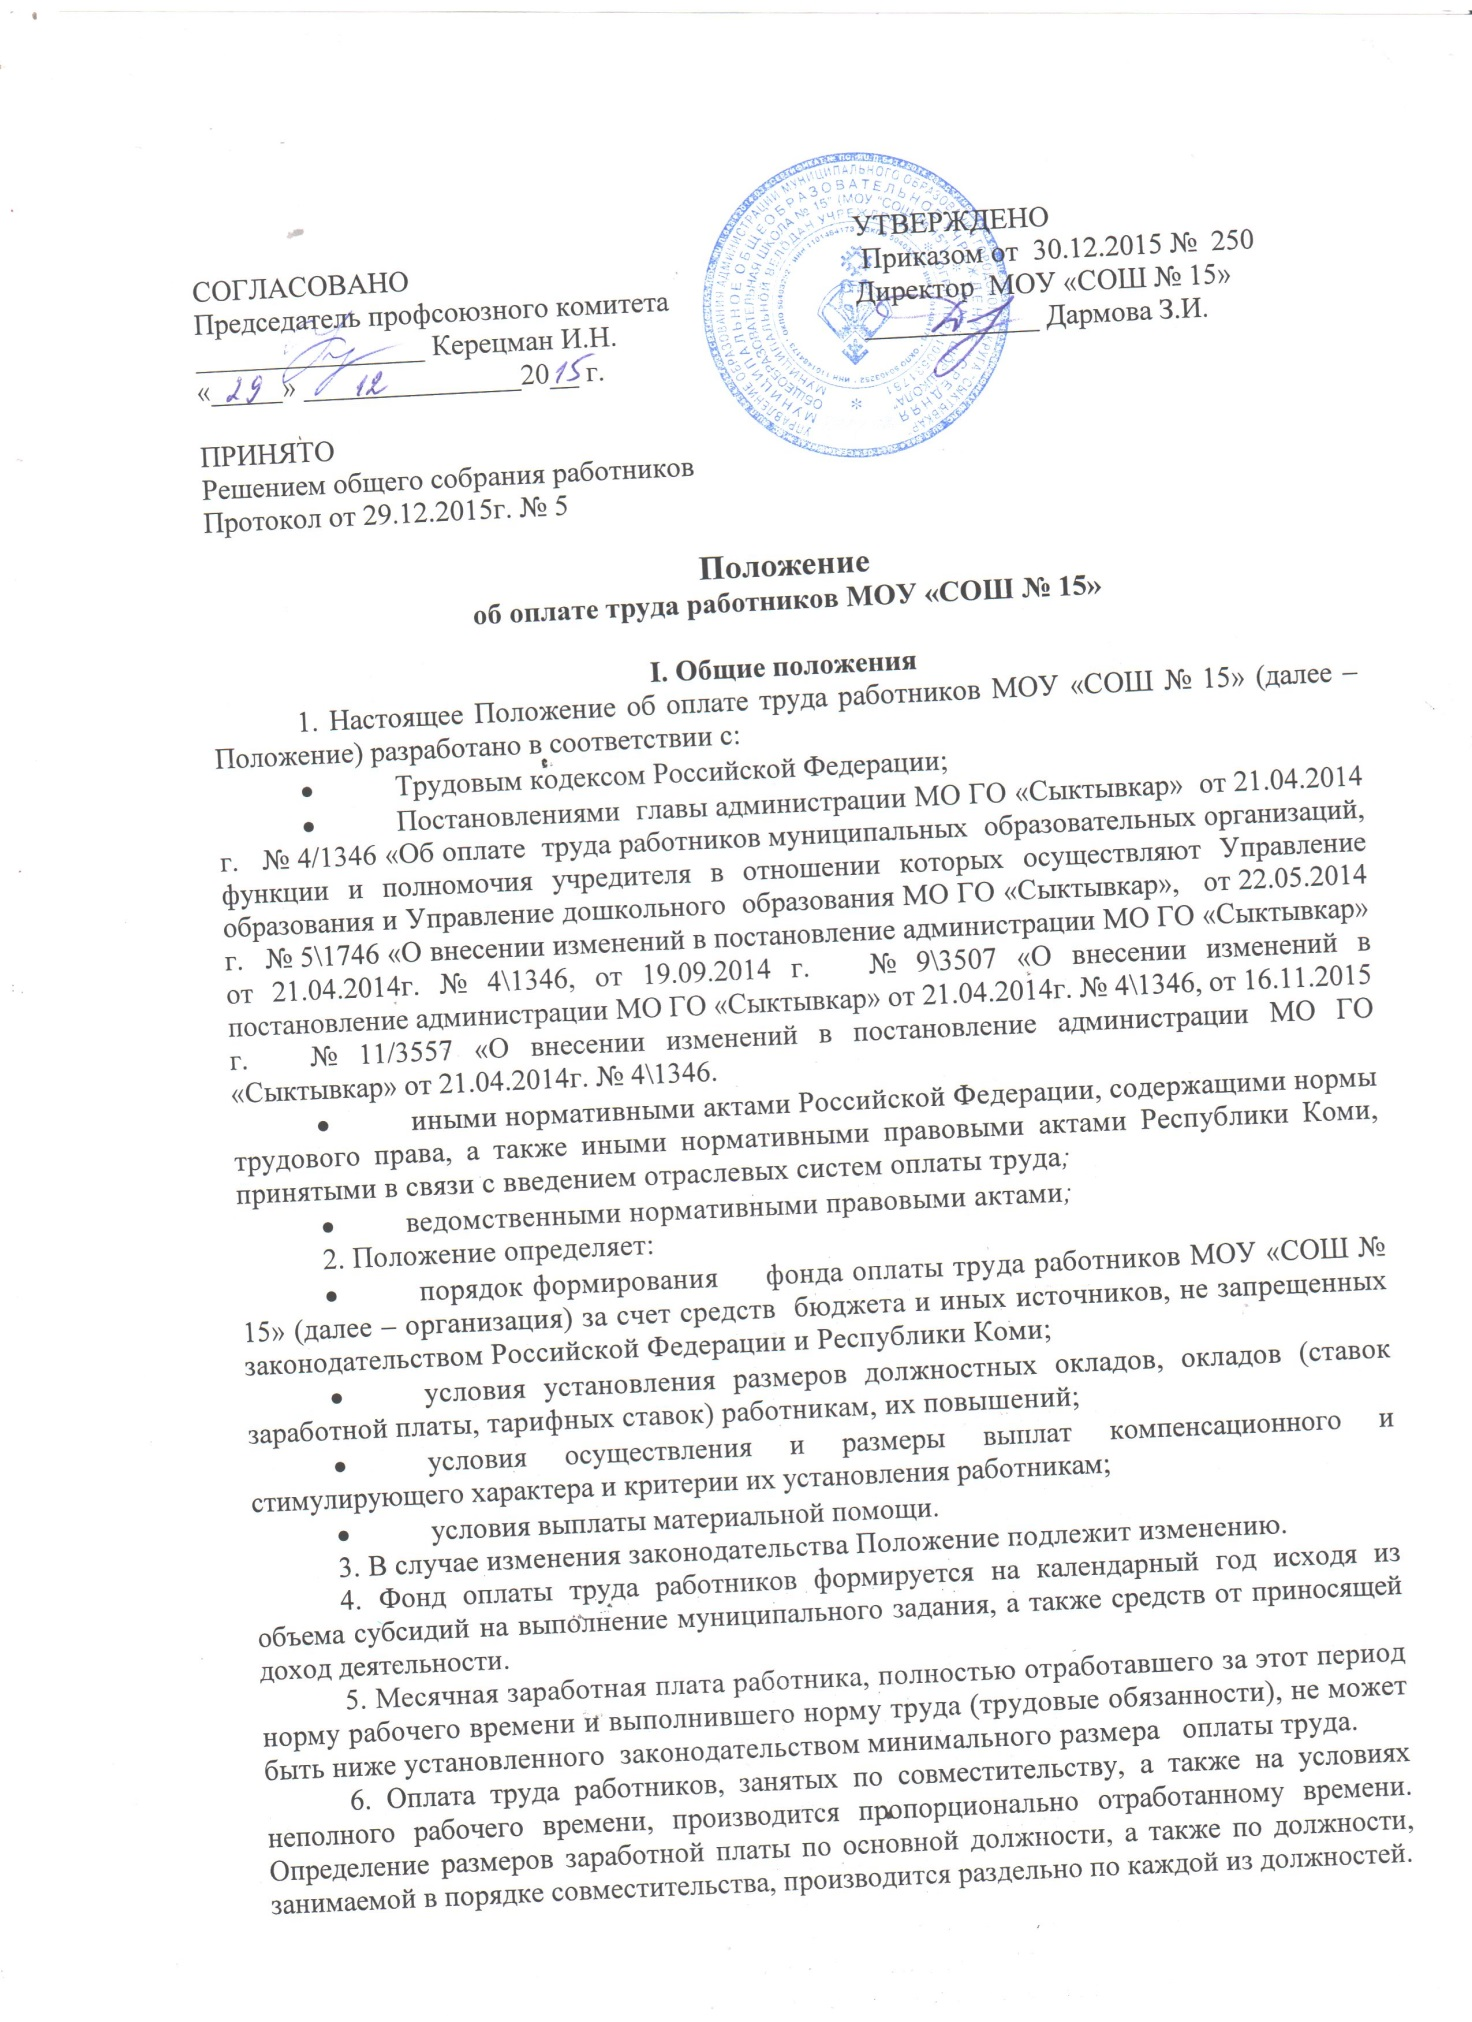 СОГЛАСОВАНО
Председатель профсоюзного комитета
________________ Керецман И.Н.
«29» 12 2015 г.
УТВЕРЖДЕНО
Приказом от 30.12.2015 № 250
Директор МОУ «СОШ № 15»
____________ Дармова З.И.
ПРИНЯТО
Решением общего собрания работников
Протокол от 29.12.2015г. № 5
Положение
об оплате труда работников МОУ «СОШ № 15»
I. Общие положения
1. Настоящее Положение об оплате труда работников МОУ «СОШ № 15» (далее –
Положение) разработано в соответствии с:
• Трудовым кодексом Российской Федерации;
• Постановлениями главы администрации МО ГО «Сыктывкар» от 21.04.2014
г. № 4/1346 «Об оплате труда работников муниципальных образовательных организаций,
функции и полномочия учредителя в отношении которых осуществляют Управление
образования и Управление дошкольного образования МО ГО «Сыктывкар», от 22.05.2014
г. № 5\1746 «О внесении изменений в постановление администрации МО ГО «Сыктывкар»
от 21.04.2014г. № 4\1346, от 19.09.2014 г. № 9\3507 «О внесении изменений в
постановление администрации МО ГО «Сыктывкар» от 21.04.2014г. № 4\1346, от 16.11.2015
г. № 11/3557 «О внесении изменений в постановление администрации МО ГО
«Сыктывкар» от 21.04.2014г. № 4\1346.
• иными нормативными актами Российской Федерации, содержащими нормы
трудового права, а также иными нормативными правовыми актами Республики Коми,
принятыми в связи с введением отраслевых систем оплаты труда;
• ведомственными нормативными правовыми актами;
2. Положение определяет:
• порядок формирования фонда оплаты труда работников МОУ «СОШ №
15» (далее – организация) за счет средств бюджета и иных источников, не запрещенных
законодательством Российской Федерации и Республики Коми;
• условия установления размеров должностных окладов, окладов (ставок
заработной платы, тарифных ставок) работникам, их повышений;
• условия осуществления и размеры выплат компенсационного и
стимулирующего характера и критерии их установления работникам;
• условия выплаты материальной помощи.
3. В случае изменения законодательства Положение подлежит изменению.
4. Фонд оплаты труда работников формируется на календарный год исходя из
объема субсидий на выполнение муниципального задания, а также средств от приносящей
доход деятельности.
5. Месячная заработная плата работника, полностью отработавшего за этот период
норму рабочего времени и выполнившего норму труда (трудовые обязанности), не может
быть ниже установленного законодательством минимального размера оплаты труда.
6. Оплата труда работников, занятых по совместительству, а также на условиях
неполного рабочего времени, производится пропорционально отработанному времени.
Определение размеров заработной платы по основной должности, а также по должности,
занимаемой в порядке совместительства, производится раздельно по каждой из должностей.